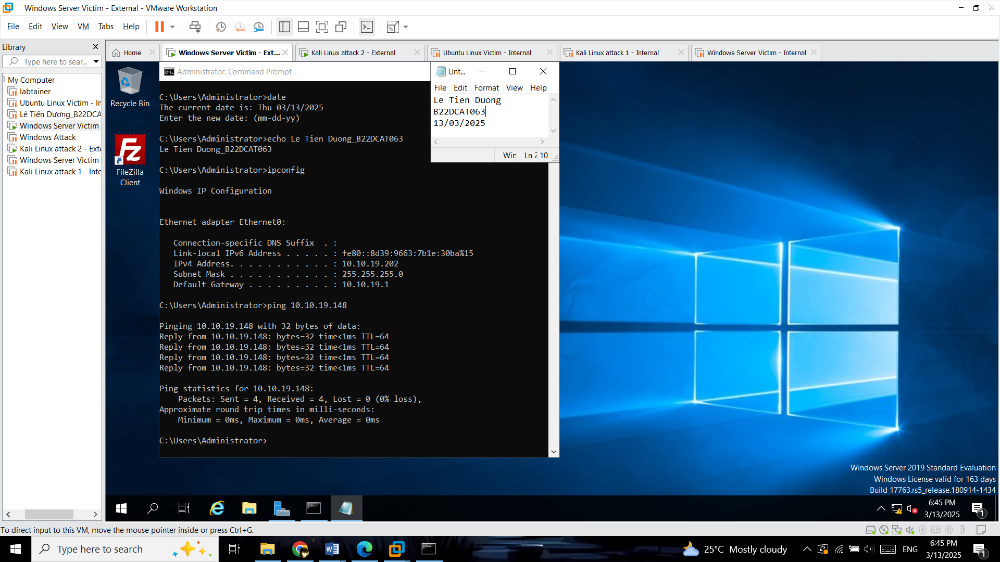 Windows Server Victim - External - VMware Workstation
File Edit View VM Tabs Help
Library
Type here to sear...
My Computer
labtainer
Ubuntu Linux Victim - In
Lê Tiến Dương_B22DCA
Windows Server Victim
Windows Attack
Kali Linux attack 2 - Exte
Windows Server Victim
Kali Linux attack 1 - Inte
Home
Windows Server Victim - Ext...
Kali Linux attack 2 - External
Ubuntu Linux Victim - Internal
Kali Linux attack 1 - Internal
Windows Server Victim - Internal
Recycle Bin
FileZilla
Client
Administrator: Command Prompt
C:\Users\Administrator>date
The current date is: Thu 03/13/2025
Enter the new date: (mm-dd-yy)
C:\Users\Administrator>echo Le Tien Duong_B22DCAT063
Le Tien Duong_B22DCAT063
C:\Users\Administrator>ipconfig
Windows IP Configuration
Ethernet adapter Ethernet0:
Connection-specific DNS Suffix  . :
Link-local IPv6 Address . . . . . : fe80::8d39:9663:7b1e:30ba%15
IPv4 Address. . . . . . . . . . . : 10.10.19.202
Subnet Mask . . . . . . . . . . . : 255.255.255.0
Default Gateway . . . . . . . . . : 10.10.19.1
C:\Users\Administrator>ping 10.10.19.148
Pinging 10.10.19.148 with 32 bytes of data:
Reply from 10.10.19.148: bytes=32 time<1ms TTL=64
Reply from 10.10.19.148: bytes=32 time<1ms TTL=64
Reply from 10.10.19.148: bytes=32 time<1ms TTL=64
Reply from 10.10.19.148: bytes=32 time<1ms TTL=64
Ping statistics for 10.10.19.148:
Packets: Sent = 4, Received = 4, Lost = 0 (0% loss),
Approximate round trip times in milli-seconds:
Minimum = 0ms, Maximum = 0ms, Average = 0ms
C:\Users\Administrator>
Unt...
File Edit Format View Help
Le Tien Duong
B22DCAT063
13/03/2025
Win Ln 2 10
Windows Server 2019 Standard Evaluation
Windows License valid for 163 days
Build 17763.rs5_release.180914-1434
6:45 PM
3/13/2025
1
To direct input to this VM, move the mouse pointer inside or press Ctrl+G.
Type here to search
25°C Mostly cloudy
ENG
6:45 PM
3/13/2025
1